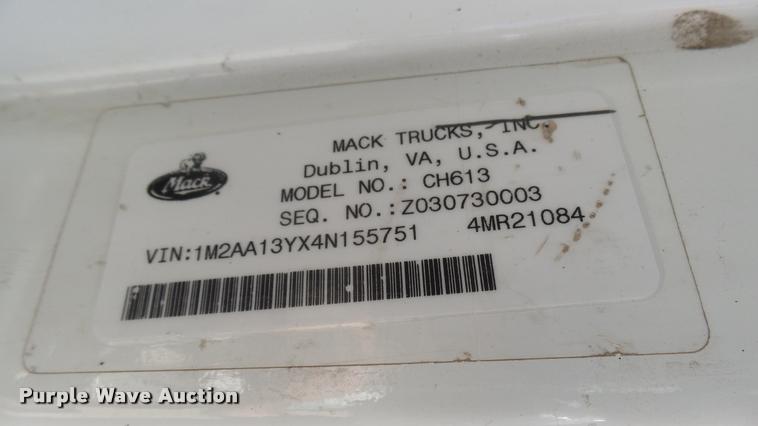 MACK TRUCKS, INC.
Dublin, VA, U.S.A.
MODEL NO.: CH613
SEQ. NO.:Z030730003
VIN:1M2AA13YX4N155751 4MR21084
Mack
Purple Wave Auction